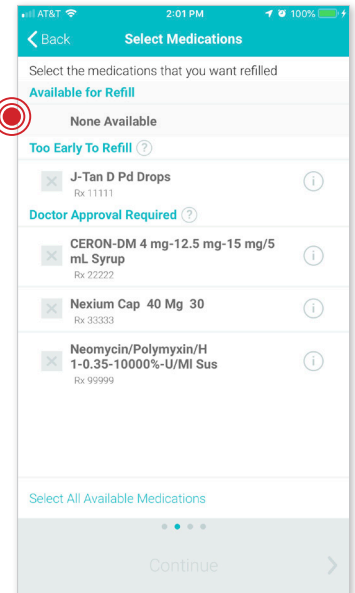 AT&T 2:01 PM 100%
Back Select Medications
Select the medications that you want refilled
Available for Refill
None Available
Too Early To Refill ?
J-Tan D Pd Drops i
Rx 11111
Doctor Approval Required ?
CERON-DM 4 mg-12.5 mg-15 mg/5
mL Syrup i
Rx 22222
Nexium Cap 40 Mg 30 i
Rx 33333
Neomycin/Polymyxin/H
1-0.35-10000%-U/Ml Sus i
Rx 99999
Select All Available Medications
Continue